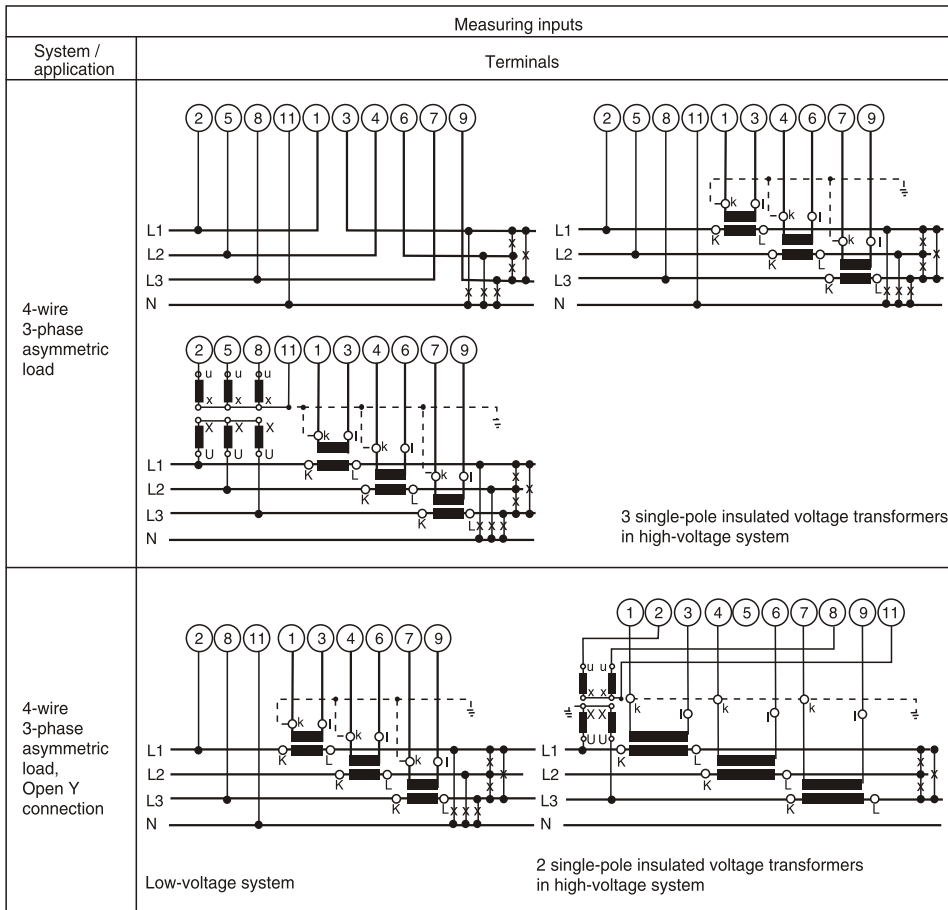 Measuring inputs
System /
application
Terminals
4-wire
3-phase
asymmetric
load
2 5 8 11 1 3 4 6 7 9
L1
L2
L3
N
x x x x x x
2 5 8 11 1 3 4 6 7 9
k l k l k l
L1
L2
L3
N
K L K L K L
x x x x x x
2 5 8 11 1 3 4 6 7 9
u u u
x x x
X X X
U U U
k l k l k l
L1
L2
L3
N
K L K L K L
x x x x x x
3 single-pole insulated voltage transformers
in high-voltage system
4-wire
3-phase
asymmetric
load,
Open Y
connection
2 8 11 1 3 4 6 7 9
k l k l k l
L1
L2
L3
N
K L K L K L
x x x x x x
Low-voltage system
1 2 3 4 5 6 7 8 9 11
u u
x x
X X
U U
k l k l k l
L1
L2
L3
N
K L K L K L
x x x
2 single-pole insulated voltage transformers
in high-voltage system